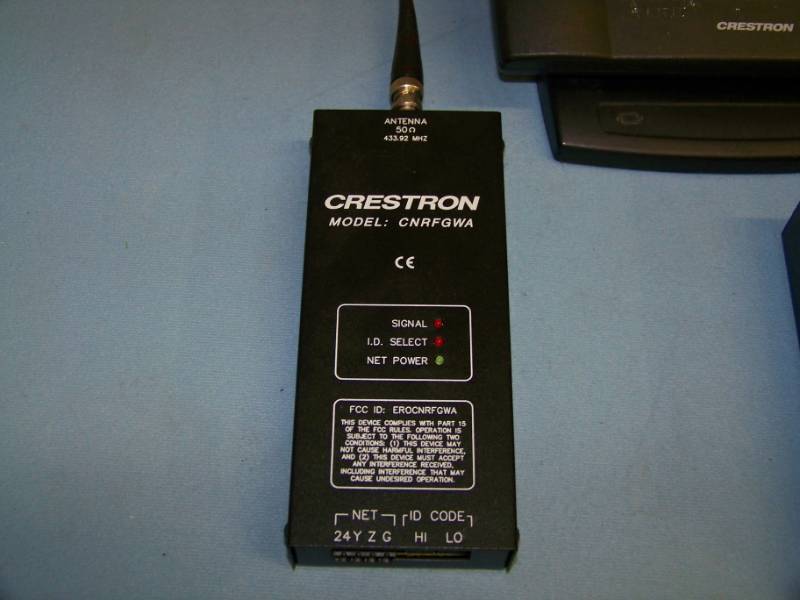 CRESTRON
ANTENNA
50Ω
433.92 MHZ
CRESTRON
MODEL: CNRFGWA
CE
SIGNAL
I.D. SELECT
NET POWER
FCC ID: EROCNRFGWA
THIS DEVICE COMPLIES WITH PART 15
OF THE FCC RULES. OPERATION IS
SUBJECT TO THE FOLLOWING TWO
CONDITIONS: (1) THIS DEVICE MAY
NOT CAUSE HARMFUL INTERFERENCE,
AND (2) THIS DEVICE MUST ACCEPT
ANY INTERFERENCE RECEIVED,
INCLUDING INTERFERENCE THAT MAY
CAUSE UNDESIRED OPERATION.
NET ID CODE
24 Y Z G HI LO